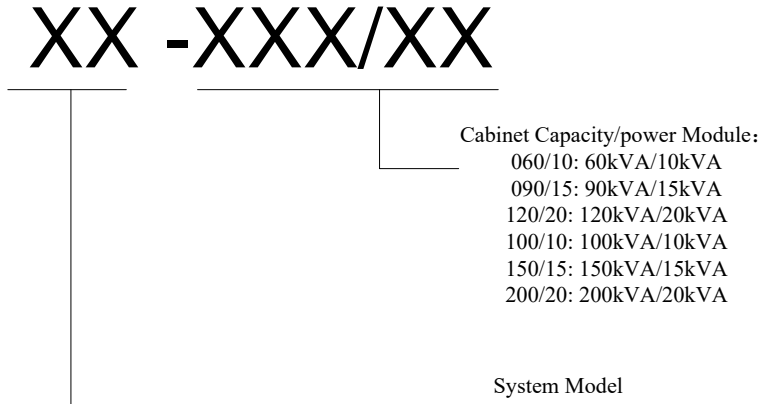 XX -XXX/XX
Cabinet Capacity/power Module：
060/10: 60kVA/10kVA
090/15: 90kVA/15kVA
120/20: 120kVA/20kVA
100/10: 100kVA/10kVA
150/15: 150kVA/15kVA
200/20: 200kVA/20kVA
System Model